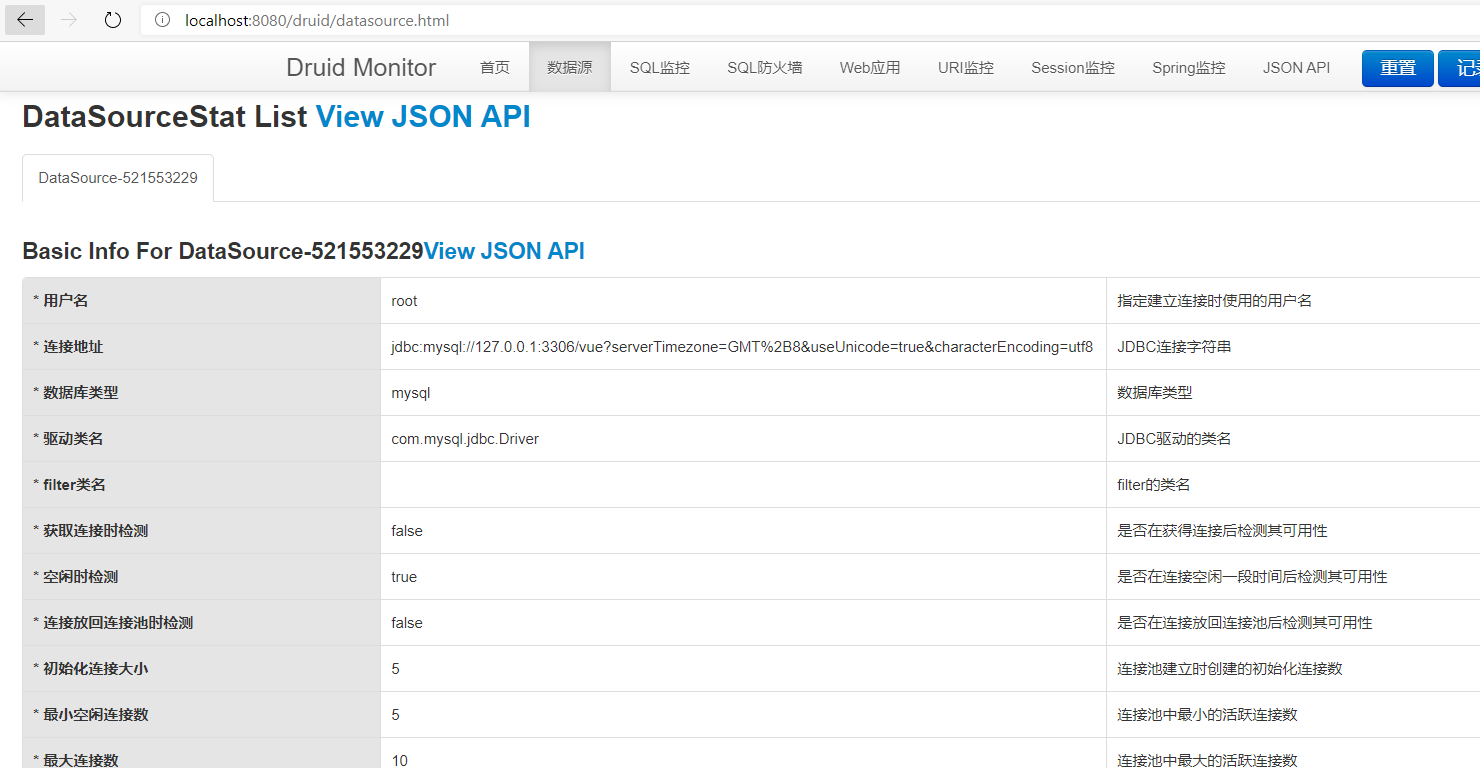 localhost:8080/druid/datasource.html
Druid Monitor 首页 数据源 SQL监控 SQL防火墙 Web应用 URI监控 Session监控 Spring监控 JSON API 重置 记
DataSourceStat List View JSON API
DataSource-521553229
Basic Info For DataSource-521553229View JSON API
* 用户名 root 指定建立连接时使用的用户名
* 连接地址 jdbc:mysql://127.0.0.1:3306/vue?serverTimezone=GMT%2B8&useUnicode=true&characterEncoding=utf8 JDBC连接字符串
* 数据库类型 mysql 数据库类型
* 驱动类名 com.mysql.jdbc.Driver JDBC驱动的类名
* filter类名 filter的类名
* 获取连接时检测 false 是否在获得连接后检测其可用性
* 空闲时检测 true 是否在连接空闲一段时间后检测其可用性
* 连接放回连接池时检测 false 是否在连接放回连接池后检测其可用性
* 初始化连接大小 5 连接池建立时创建的初始化连接数
* 最小空闲连接数 5 连接池中最小的活跃连接数
* 最大连接数 10 连接池中最大的活跃连接数